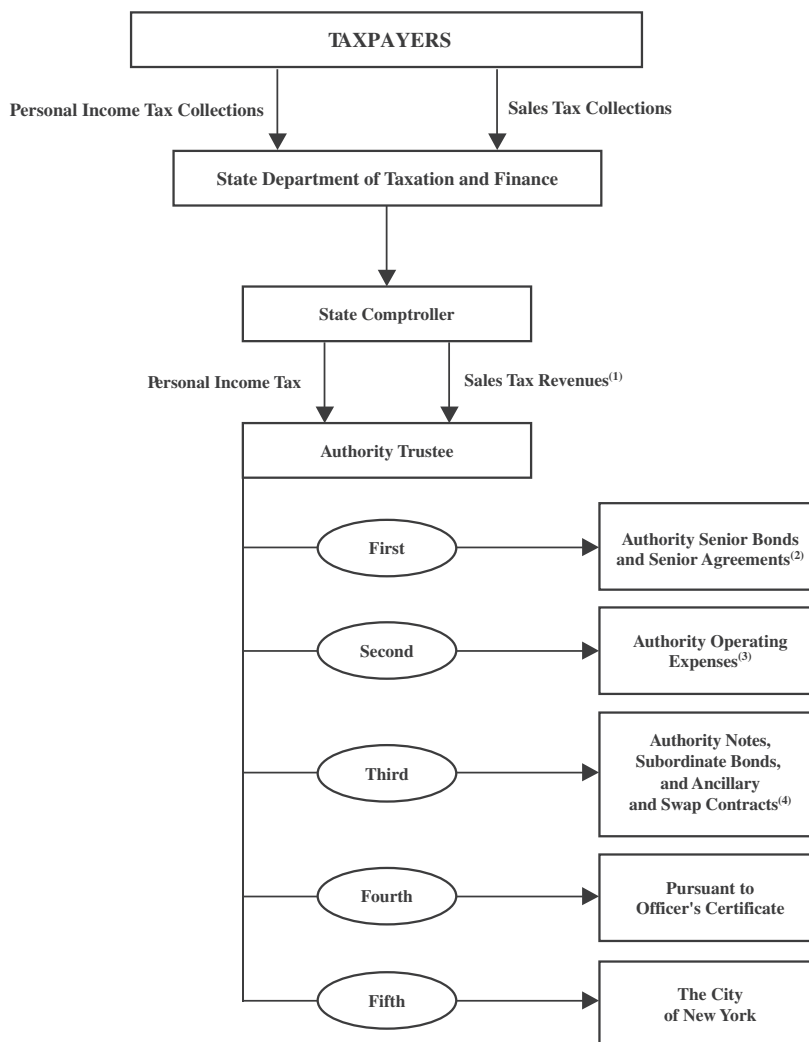 TAXPAYERS
Personal Income Tax Collections
Sales Tax Collections
State Department of Taxation and Finance
State Comptroller
Personal Income Tax
Sales Tax Revenues(1)
Authority Trustee
First
Authority Senior Bonds
and Senior Agreements(2)
Second
Authority Operating
Expenses(3)
Third
Authority Notes,
Subordinate Bonds,
and Ancillary
and Swap Contracts(4)
Fourth
Pursuant to
Officer's Certificate
Fifth
The City
of New York